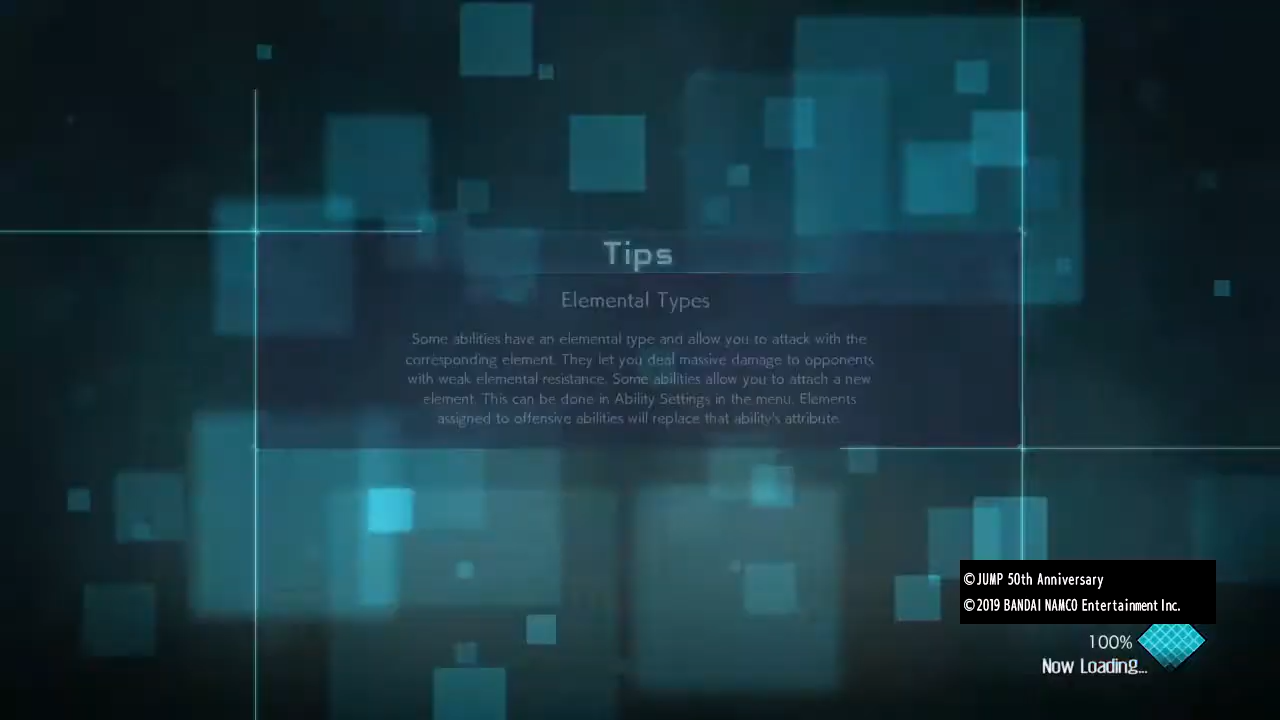 Tips
Elemental Types
Some abilities have an elemental type and allow you to attack with the
corresponding element. They let you deal massive damage to opponents
with weak elemental resistance. Some abilities allow you to attach a new
element. This can be done in Ability Settings in the menu. Elements
assigned to offensive abilities will replace that ability's attribute.
©JUMP 50th Anniversary
©2019 BANDAI NAMCO Entertainment Inc.
100%
Now Loading...